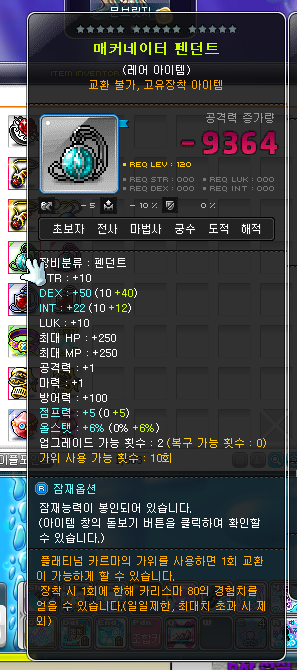 매커네이터 펜던트
(레어 아이템)
교환 불가, 고유장착 아이템
공격력 증가량
-9364
• REQ LEV : 120
• REQ STR : 000 • REQ LUK : 000
• REQ DEX : 000 • REQ INT : 000
- 5 - 10 % 0 %
초보자 전사 마법사 궁수 도적 해적
장비분류 : 펜던트
STR : +10
DEX : +50 (10 +40)
INT : +22 (10 +12)
LUK : +10
최대 HP : +250
최대 MP : +250
공격력 : +1
마력 : +1
방어력 : +100
점프력 : +5 (0 +5)
올스탯 : +6% (0% +6%)
업그레이드 가능 횟수 : 2 (복구 가능 횟수 : 0)
가위 사용 가능 횟수 : 10회
R 잠재옵션
잠재능력이 봉인되어 있습니다.
(아이템 창의 돋보기 버튼을 클릭하여 확인할
수 있습니다.)
플래티넘 카르마의 가위를 사용하면 1회 교환
이 가능하게 할 수 있습니다.
장착 시 1회에 한해 카리스마 80의 경험치를
얻을 수 있습니다.(일일제한, 최대치 초과 시 제
외)